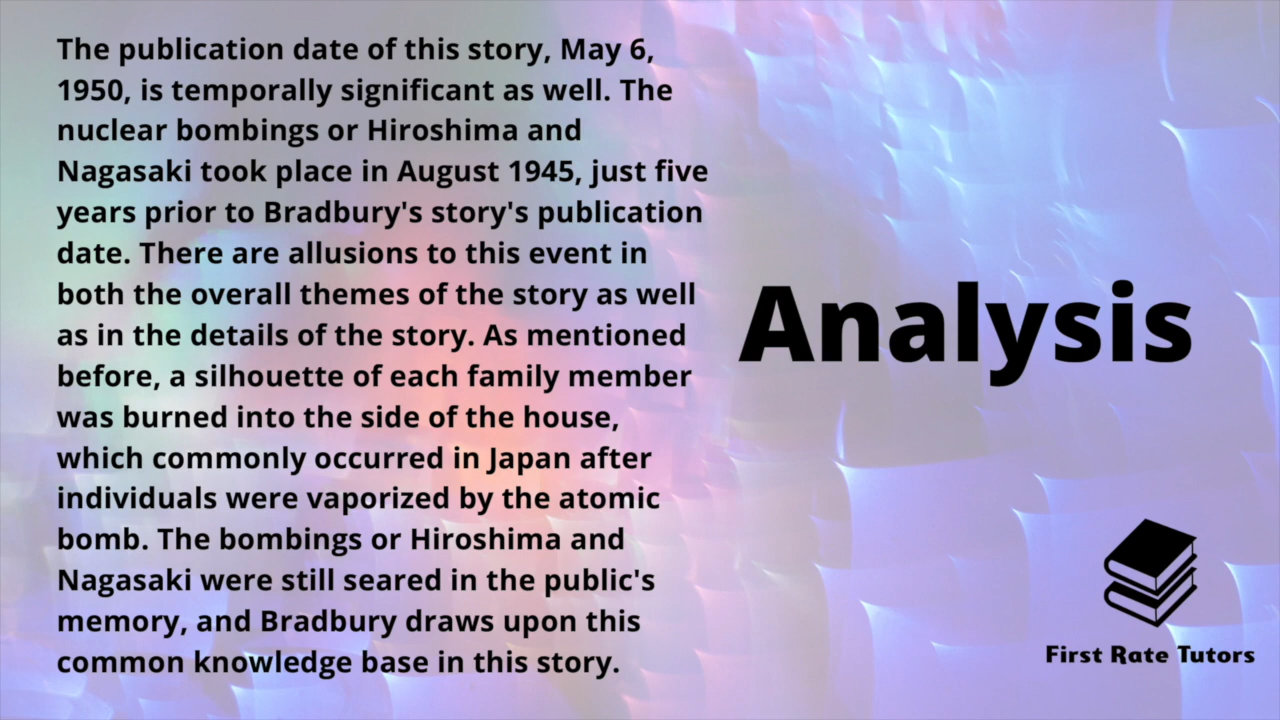 The publication date of this story, May 6,
1950, is temporally significant as well. The
nuclear bombings or Hiroshima and
Nagasaki took place in August 1945, just five
years prior to Bradbury's story's publication
date. There are allusions to this event in
both the overall themes of the story as well
as in the details of the story. As mentioned
before, a silhouette of each family member
was burned into the side of the house,
which commonly occurred in Japan after
individuals were vaporized by the atomic
bomb. The bombings or Hiroshima and
Nagasaki were still seared in the public's
memory, and Bradbury draws upon this
common knowledge base in this story.
Analysis
First Rate Tutors